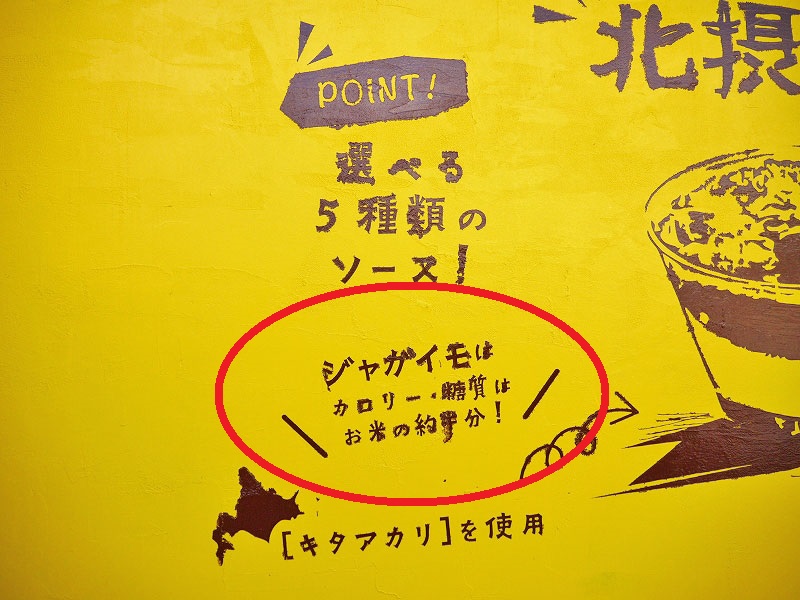 北摂
POINT!
選べる
5種類の
ソース!
ジャガイモは
カロリー・糖質は
お米の約半分!
[キタアカリ]を使用